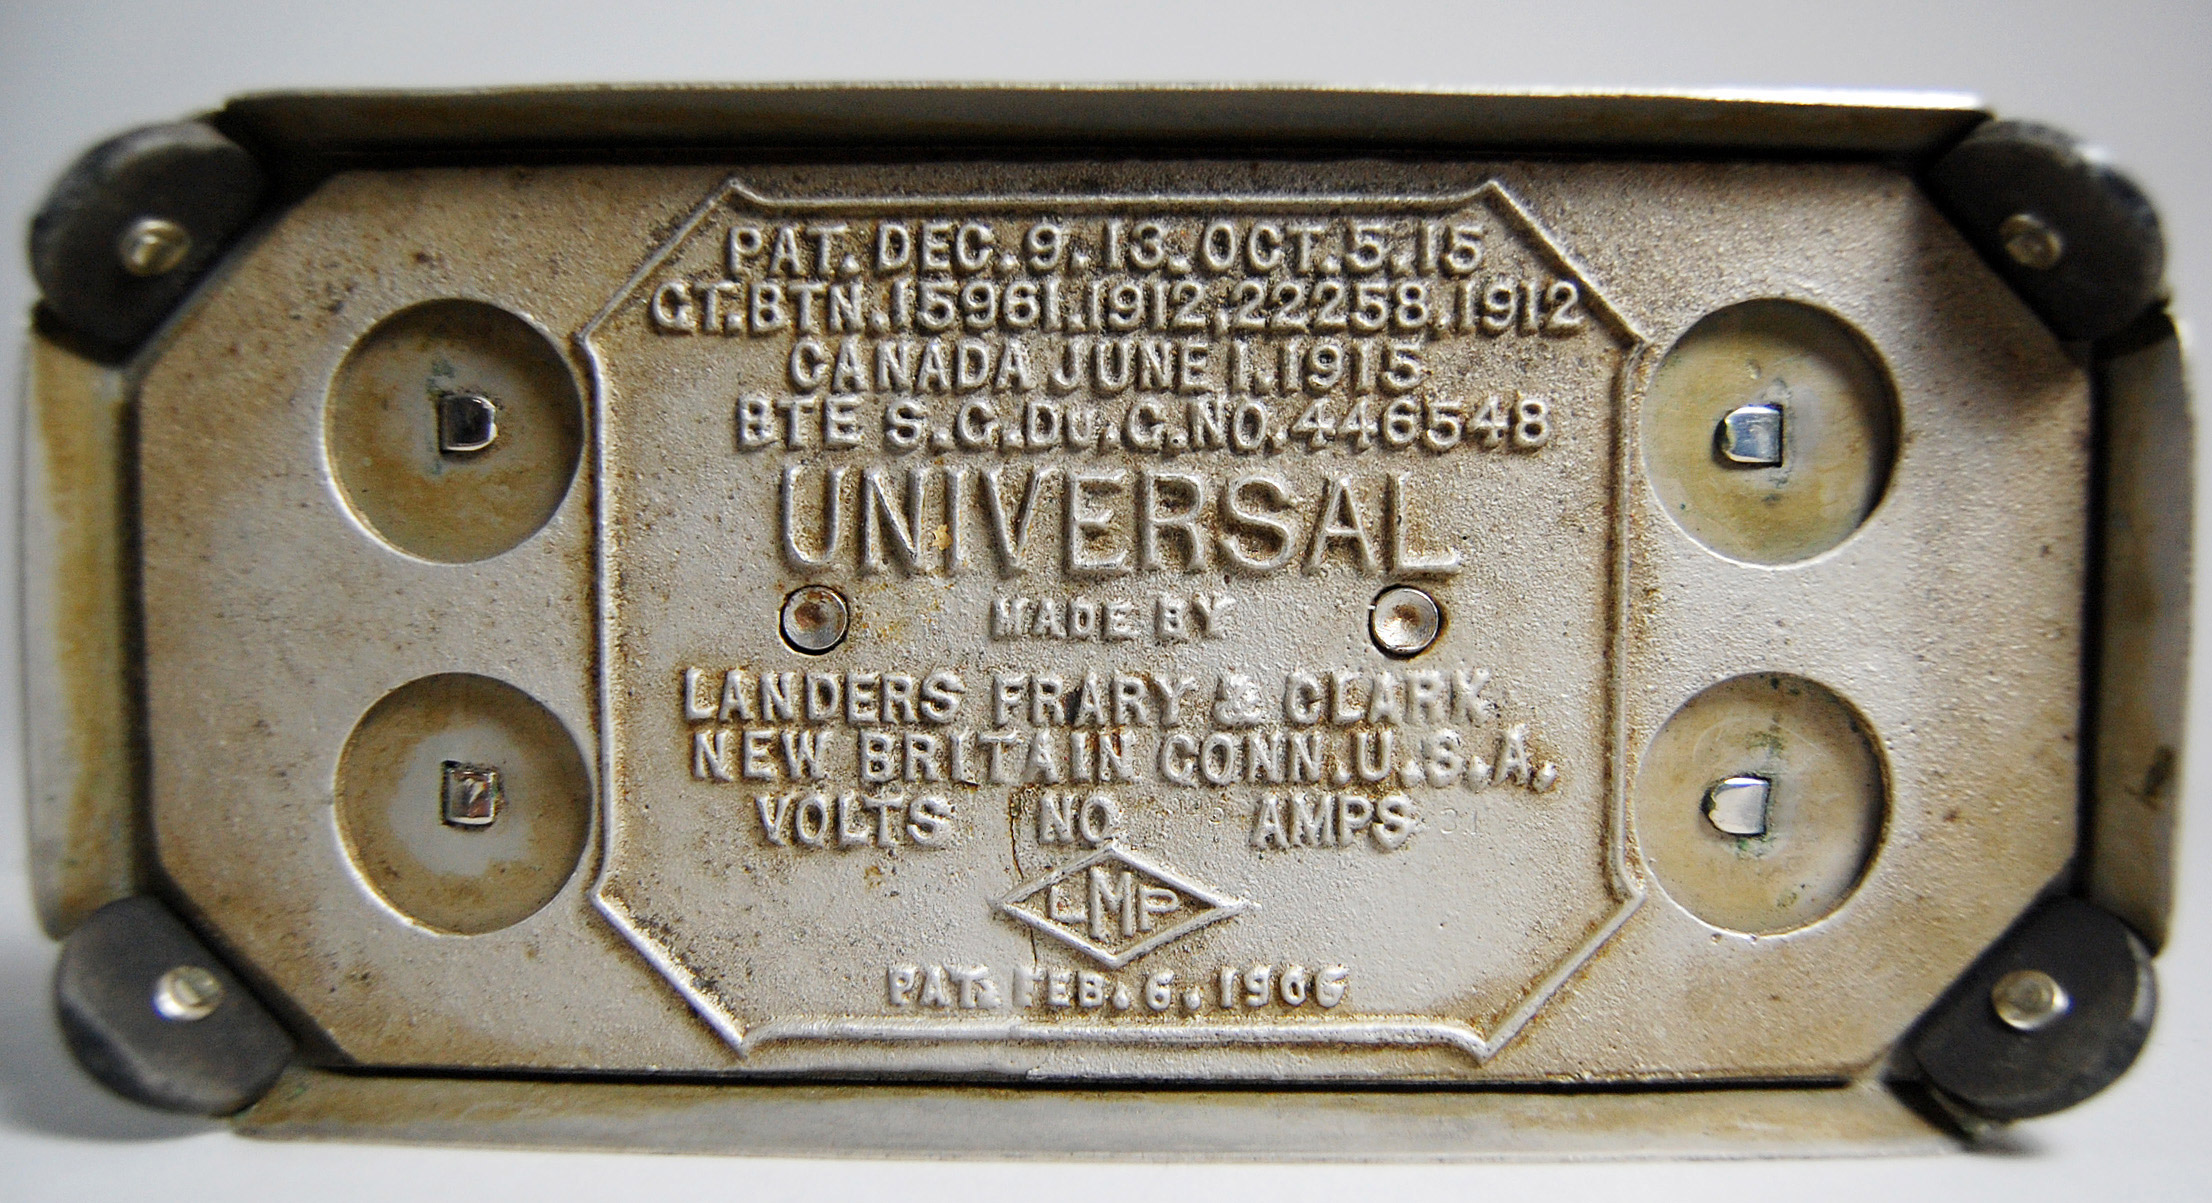 PAT. DEC. 9. 13. OCT. 5. 15
GT. BTN. 15961. 1912. 22258. 1912
CANADA JUNE 1. 1915
BTE S. G. DU. G. NO. 446548
UNIVERSAL
MADE BY
LANDERS FRARY & CLARK
NEW BRITAIN CONN. U.S.A.
VOLTS NO. AMPS
LMP
PAT. FEB. 6. 1906